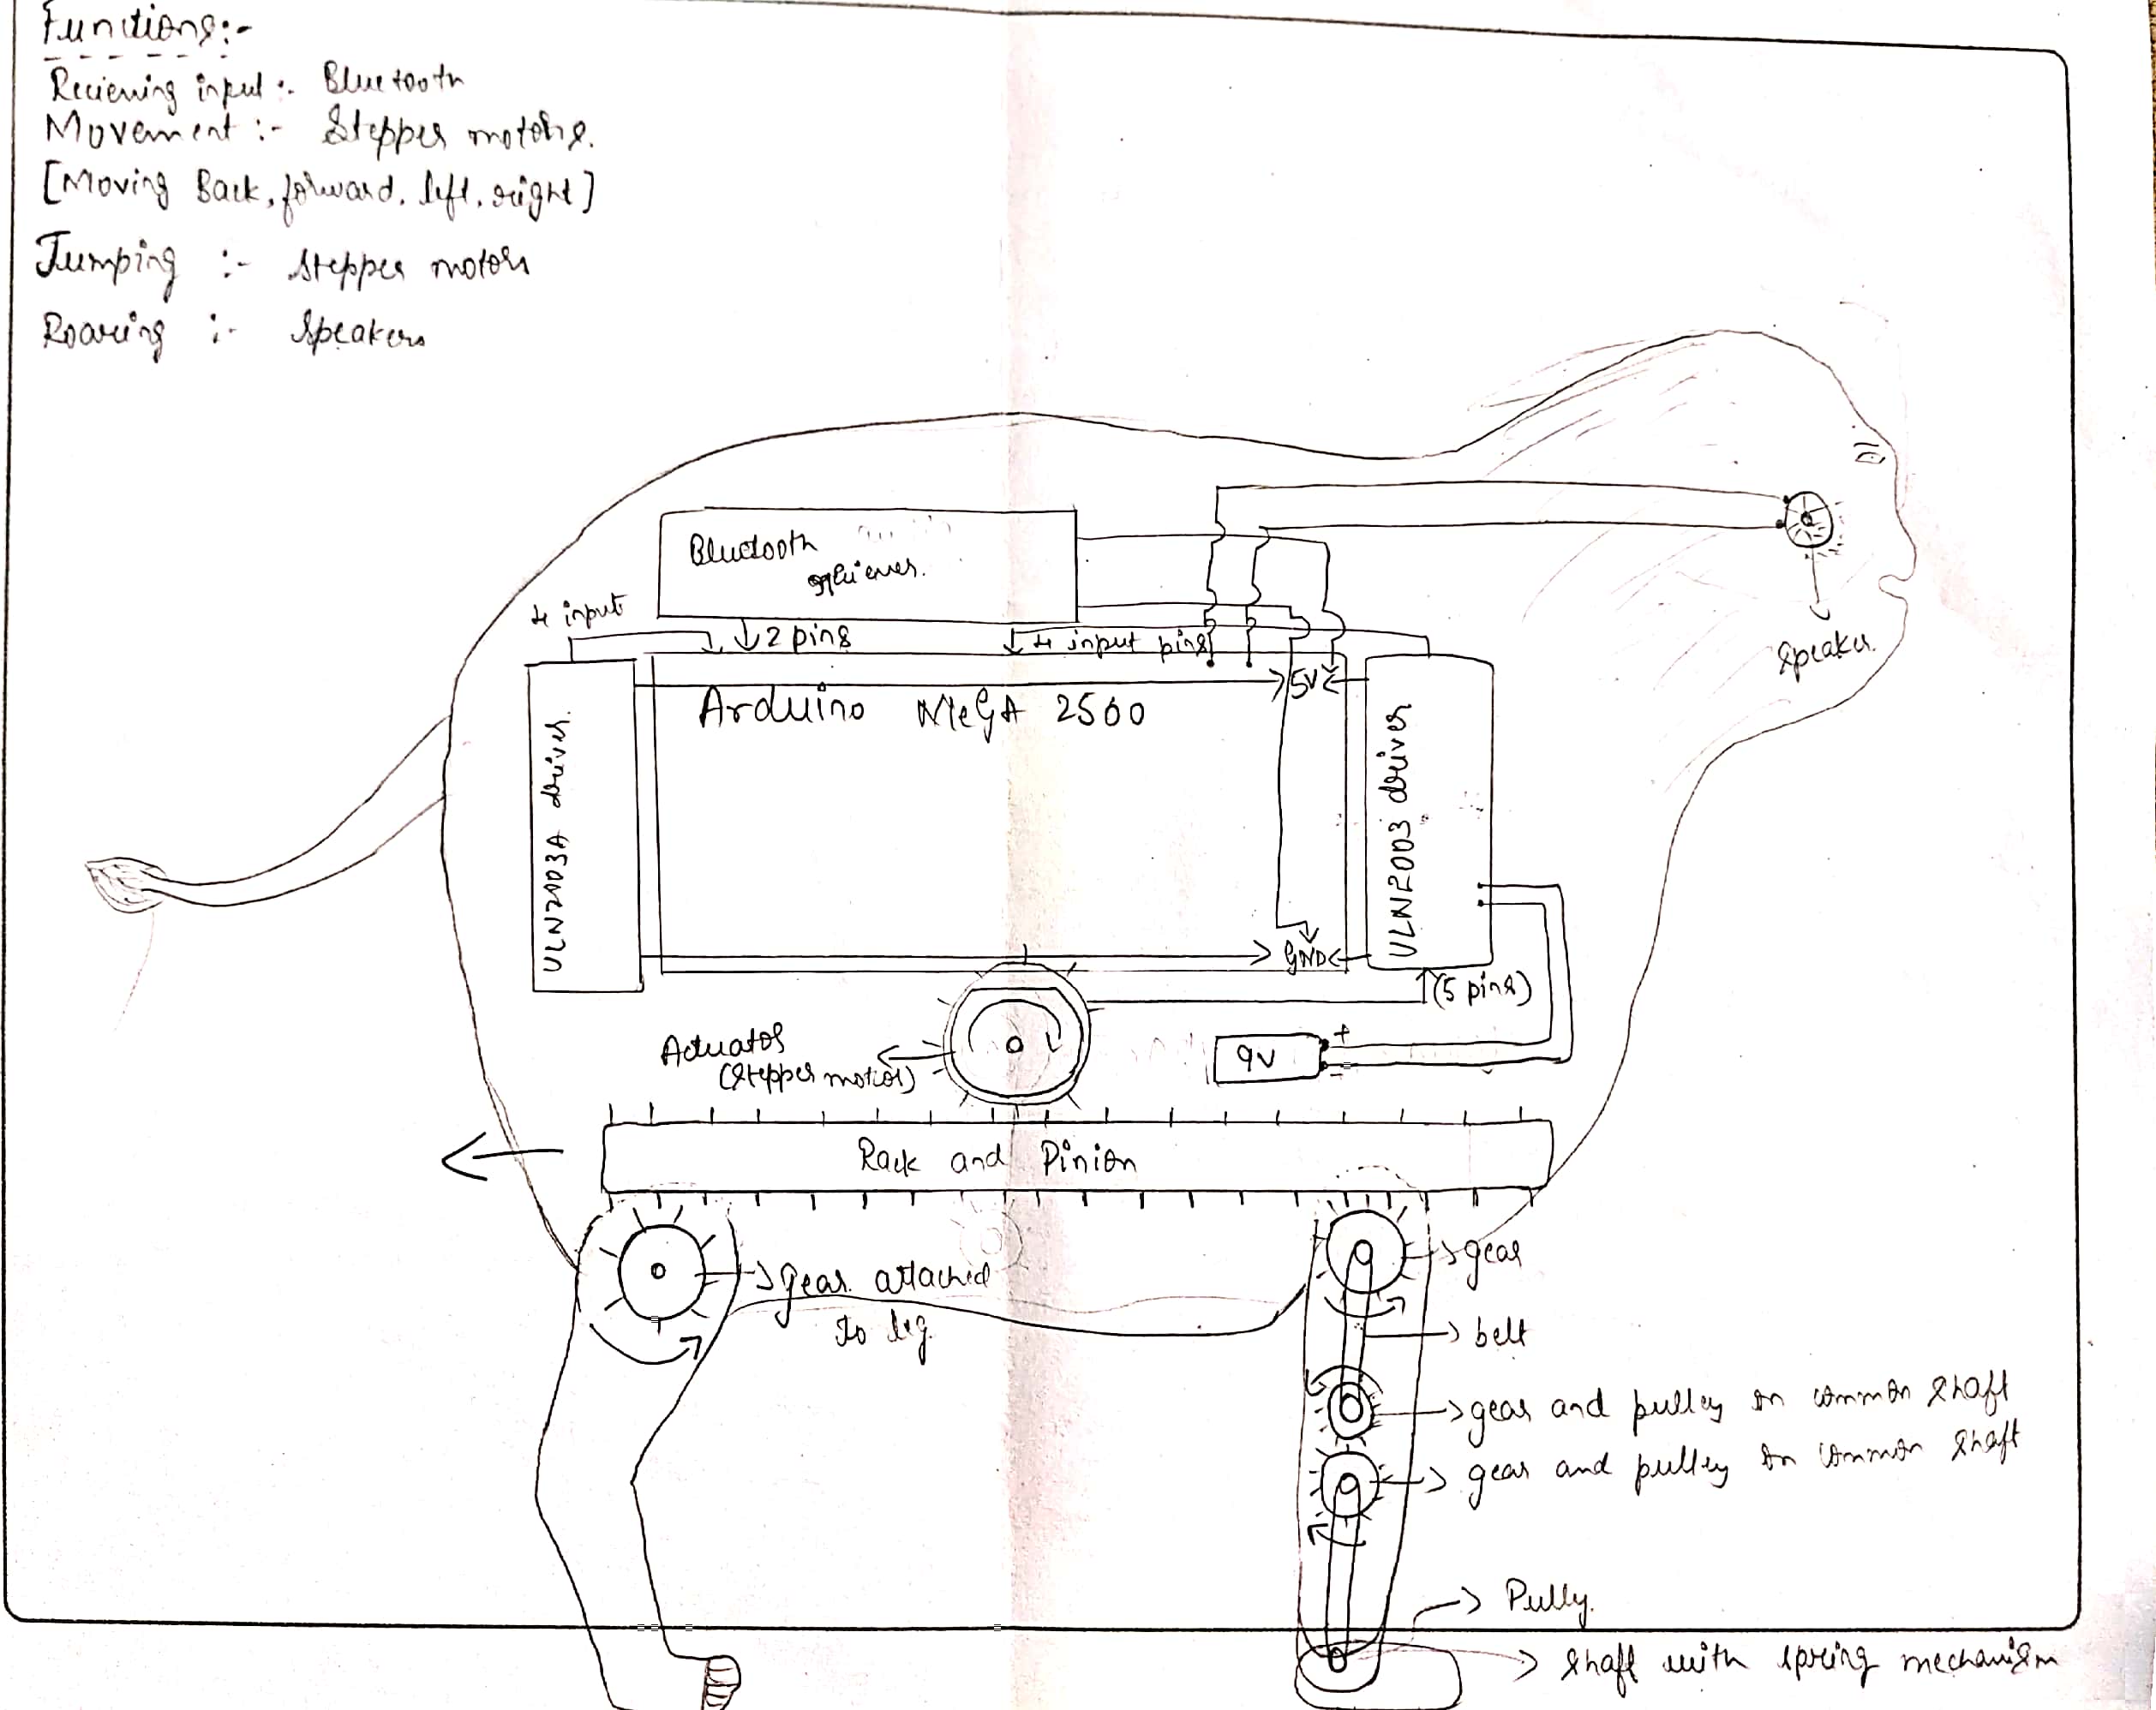 Functions:-
Recieving input :- Bluetooth
Movement :- Stepper motors.
[Moving Back, forward, left, right]
Jumping :- Stepper motors
Roaring :- Speakers
Bluetooth
reciever.
4 input
2 pins
4 input pins
Speaker.
5V
Arduino MEGA 2560
ULN2003A driver.
ULN2003 driver
GND
(5 pins)
Actuator
(Stepper motor)
9V
+
-
Rack and Pinion
gear
gear attached
to leg.
belt
gear and pulley on common shaft
gear and pulley on common shaft
Pully.
shaft with spring mechanism